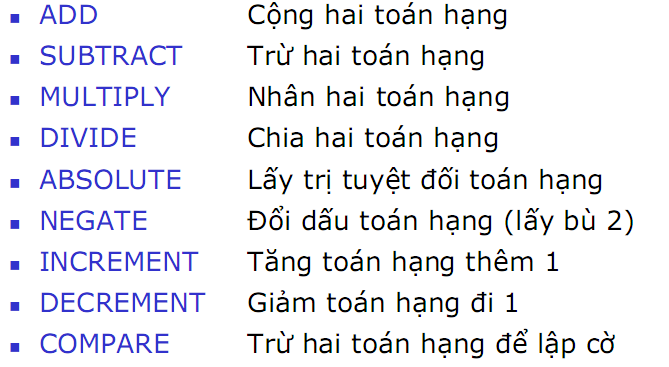 ADD Cộng hai toán hạng
SUBTRACT Trừ hai toán hạng
MULTIPLY Nhân hai toán hạng
DIVIDE Chia hai toán hạng
ABSOLUTE Lấy trị tuyệt đối toán hạng
NEGATE Đổi dấu toán hạng (lấy bù 2)
INCREMENT Tăng toán hạng thêm 1
DECREMENT Giảm toán hạng đi 1
COMPARE Trừ hai toán hạng để lập cờ